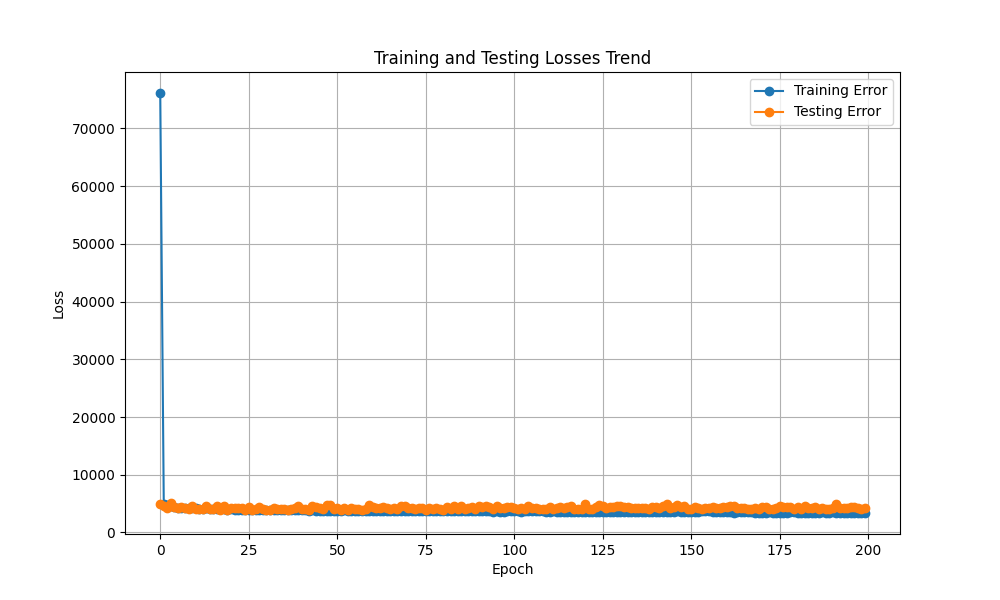 Training and Testing Losses Trend
Training Error
Testing Error
70000
60000
50000
40000
30000
20000
10000
0
Loss
0 25 50 75 100 125 150 175 200
Epoch